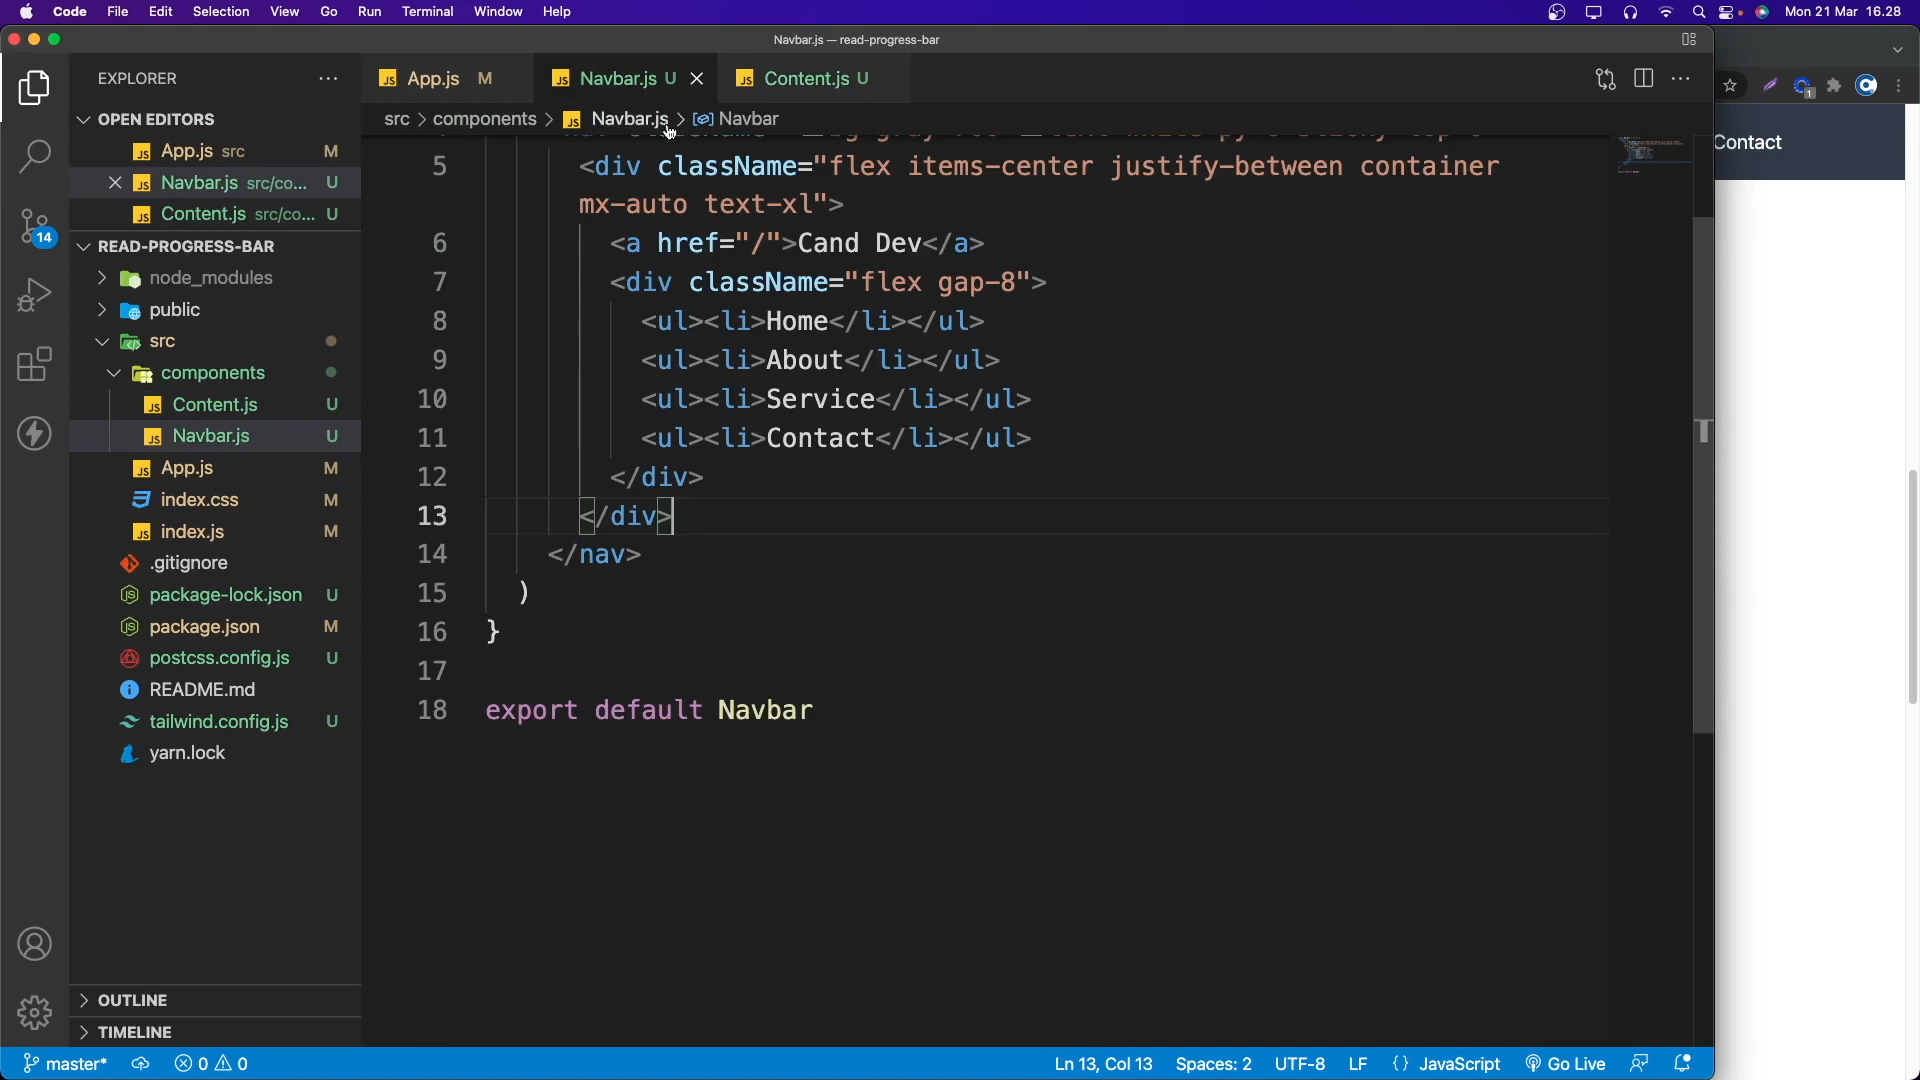 Code File Edit Selection View Go Run Terminal Window Help Mon 21 Mar 16.28
Navbar.js — read-progress-bar
EXPLORER
App.js M
Navbar.js U
Content.js U
1
OPEN EDITORS
App.js src M
Navbar.js src/co... U
Content.js src/co... U
14
READ-PROGRESS-BAR
node_modules
public
src
components
Content.js U
Navbar.js U
App.js M
index.css M
index.js M
.gitignore
package-lock.json U
package.json M
postcss.config.js U
README.md
tailwind.config.js U
yarn.lock
OUTLINE
TIMELINE
src > components > Navbar.js > Navbar
5 <div className="flex items-center justify-between container
mx-auto text-xl">
6 <a href="/">Cand Dev</a>
7 <div className="flex gap-8">
8 <ul><li>Home</li></ul>
9 <ul><li>About</li></ul>
10 <ul><li>Service</li></ul>
11 <ul><li>Contact</li></ul>
12 </div>
13 </div>
14 </nav>
15 )
16 }
17
18 export default Navbar
Contact
master* 0 0 Ln 13, Col 13 Spaces: 2 UTF-8 LF {} JavaScript Go Live